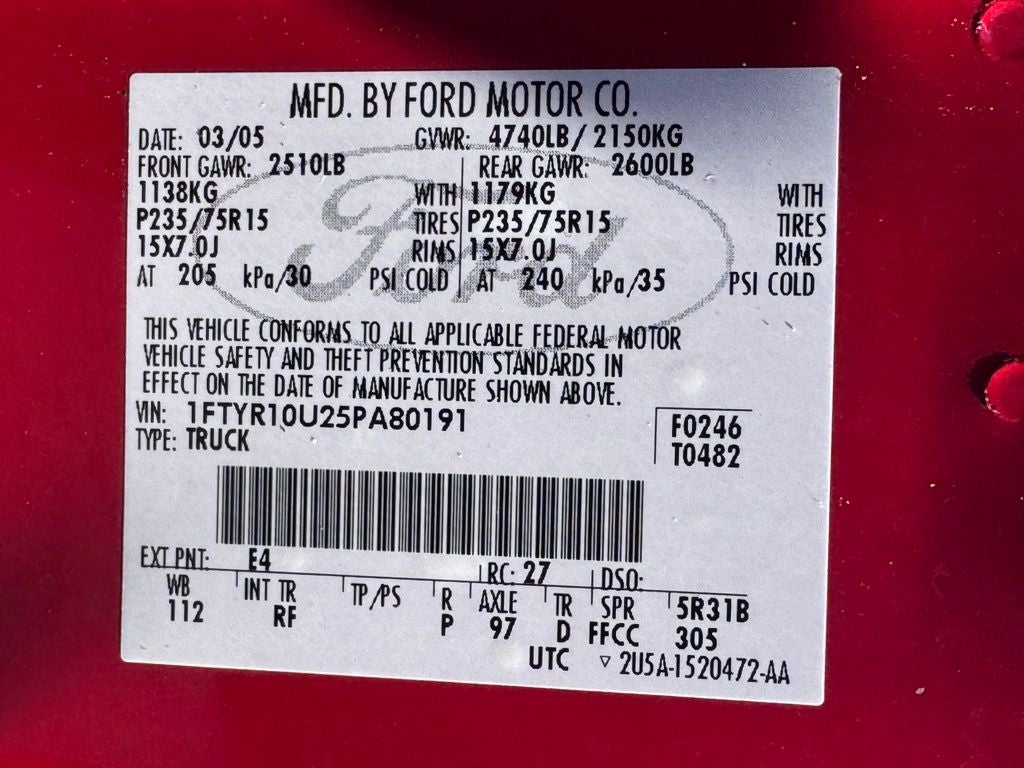 MFD. BY FORD MOTOR CO.
DATE: 03/05 GVWR: 4740LB/ 2150KG
FRONT GAWR: 2510LB REAR GAWR: 2600LB
1138KG WITH 1179KG WITH
P235/75R15 TIRES P235/75R15 TIRES
15X7.0J RIMS 15X7.0J RIMS
AT 205 kPa/30 PSI COLD AT 240 kPa/35 PSI COLD
Ford
THIS VEHICLE CONFORMS TO ALL APPLICABLE FEDERAL MOTOR
VEHICLE SAFETY AND THEFT PREVENTION STANDARDS IN
EFFECT ON THE DATE OF MANUFACTURE SHOWN ABOVE.
VIN: 1FTYR10U25PA80191 F0246
TYPE: TRUCK T0482
EXT PNT: E4 RC: 27 DSO:
WB INT TR TP/PS R AXLE TR SPR 5R31B
112 RF P 97 D FFCC 305
UTC ▽ 2U5A-1520472-AA